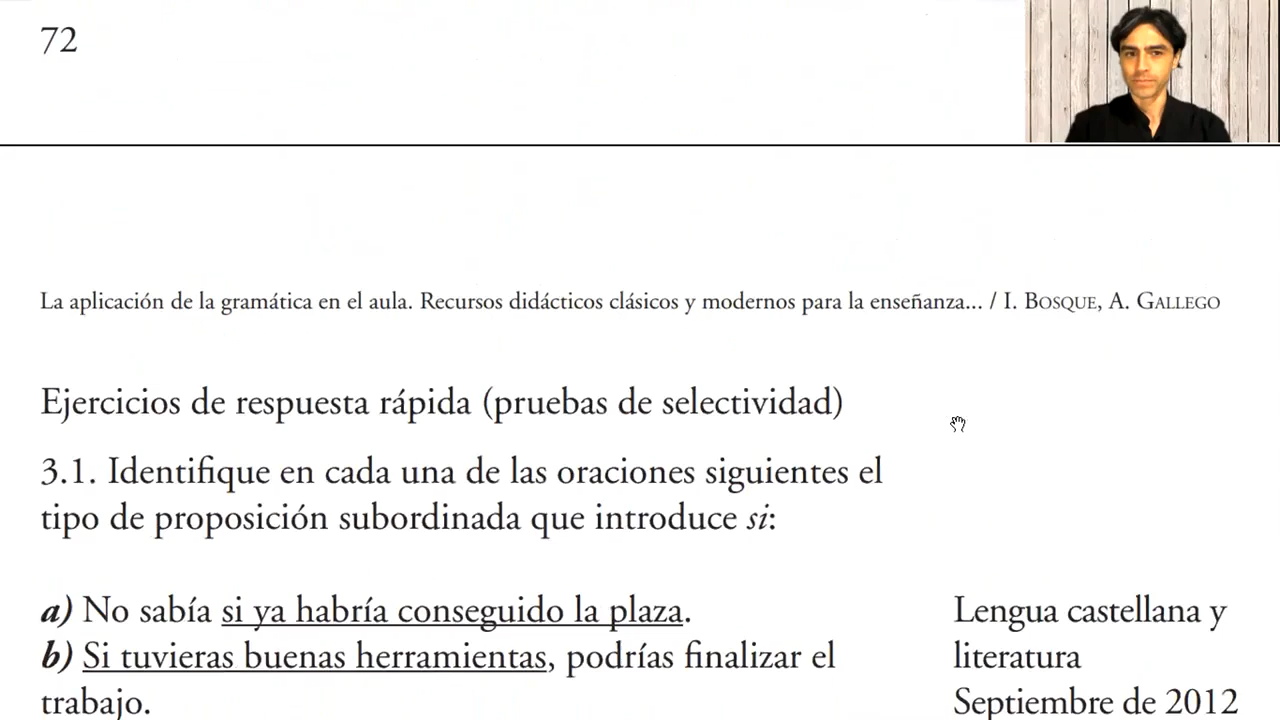 72
La aplicación de la gramática en el aula. Recursos didácticos clásicos y modernos para la enseñanza... / I. Bosque, A. Gallego
Ejercicios de respuesta rápida (pruebas de selectividad)
3.1. Identifique en cada una de las oraciones siguientes el
tipo de proposición subordinada que introduce si:
a) No sabía si ya habría conseguido la plaza.
b) Si tuvieras buenas herramientas, podrías finalizar el
trabajo.
Lengua castellana y
literatura
Septiembre de 2012